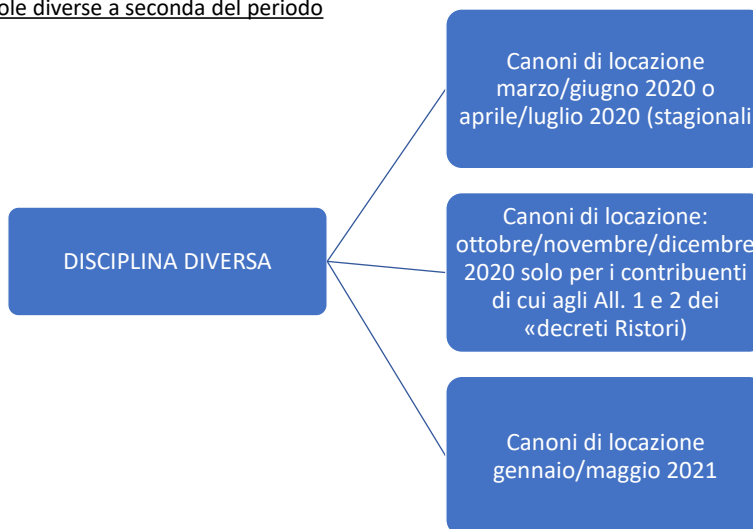 ole diverse a seconda del periodo
Canoni di locazione
marzo/giugno 2020 o
aprile/luglio 2020 (stagionali
DISCIPLINA DIVERSA
Canoni di locazione:
ottobre/novembre/dicembre
2020 solo per i contribuenti
di cui agli All. 1 e 2 dei
«decreti Ristori)
Canoni di locazione
gennaio/maggio 2021